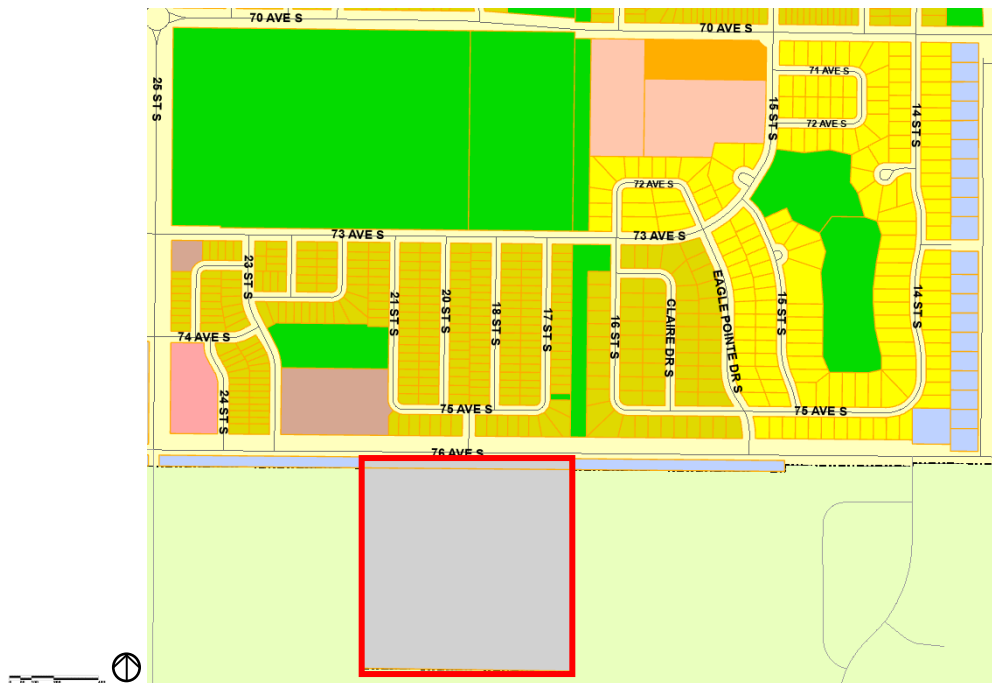 70 AVE S
70 AVE S
25 ST S
71 AVE S
15 ST S
14 ST S
72 AVE S
72 AVE S
73 AVE S
73 AVE S
23 ST S
21 ST S
20 ST S
18 ST S
17 ST S
16 ST S
CLAIRE DR S
EAGLE POINTE DR S
15 ST S
14 ST S
74 AVE S
24 ST S
75 AVE S
75 AVE S
76 AVE S